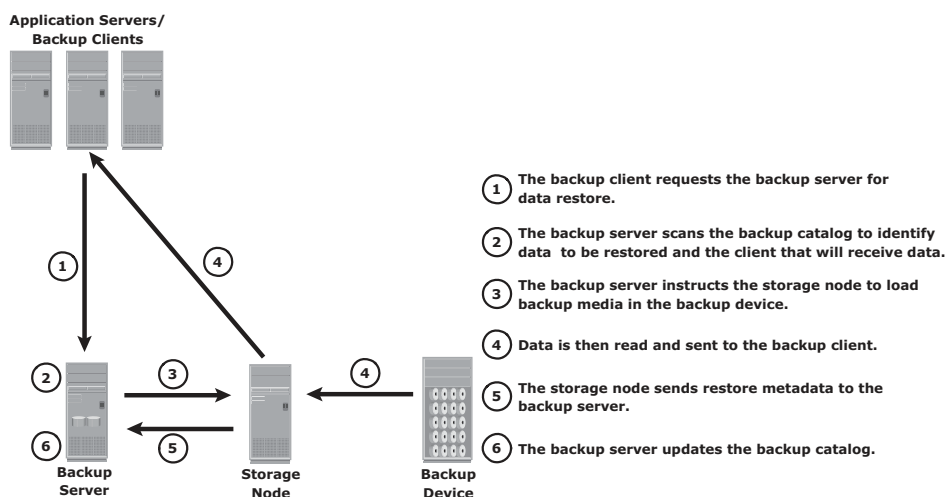 Application Servers/
Backup Clients
1
4
2
3
4
6
5
Backup
Server
Storage
Node
Backup
Device
1 The backup client requests the backup server for
data restore.
2 The backup server scans the backup catalog to identify
data to be restored and the client that will receive data.
3 The backup server instructs the storage node to load
backup media in the backup device.
4 Data is then read and sent to the backup client.
5 The storage node sends restore metadata to the
backup server.
6 The backup server updates the backup catalog.